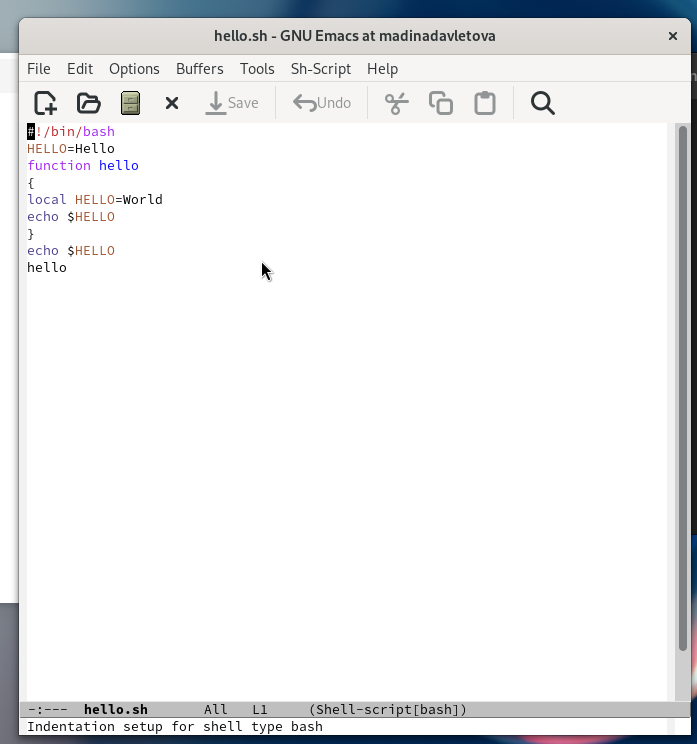 hello.sh - GNU Emacs at madinadavletova
File Edit Options Buffers Tools Sh-Script Help
Save Undo
#!/bin/bash
HELLO=Hello
function hello
{
local HELLO=World
echo $HELLO
}
echo $HELLO
hello
-:--- hello.sh All L1 (Shell-script[bash])
Indentation setup for shell type bash